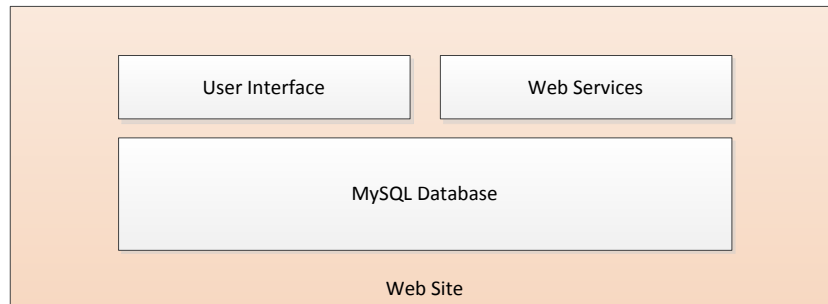 User Interface
Web Services
MySQL Database
Web Site